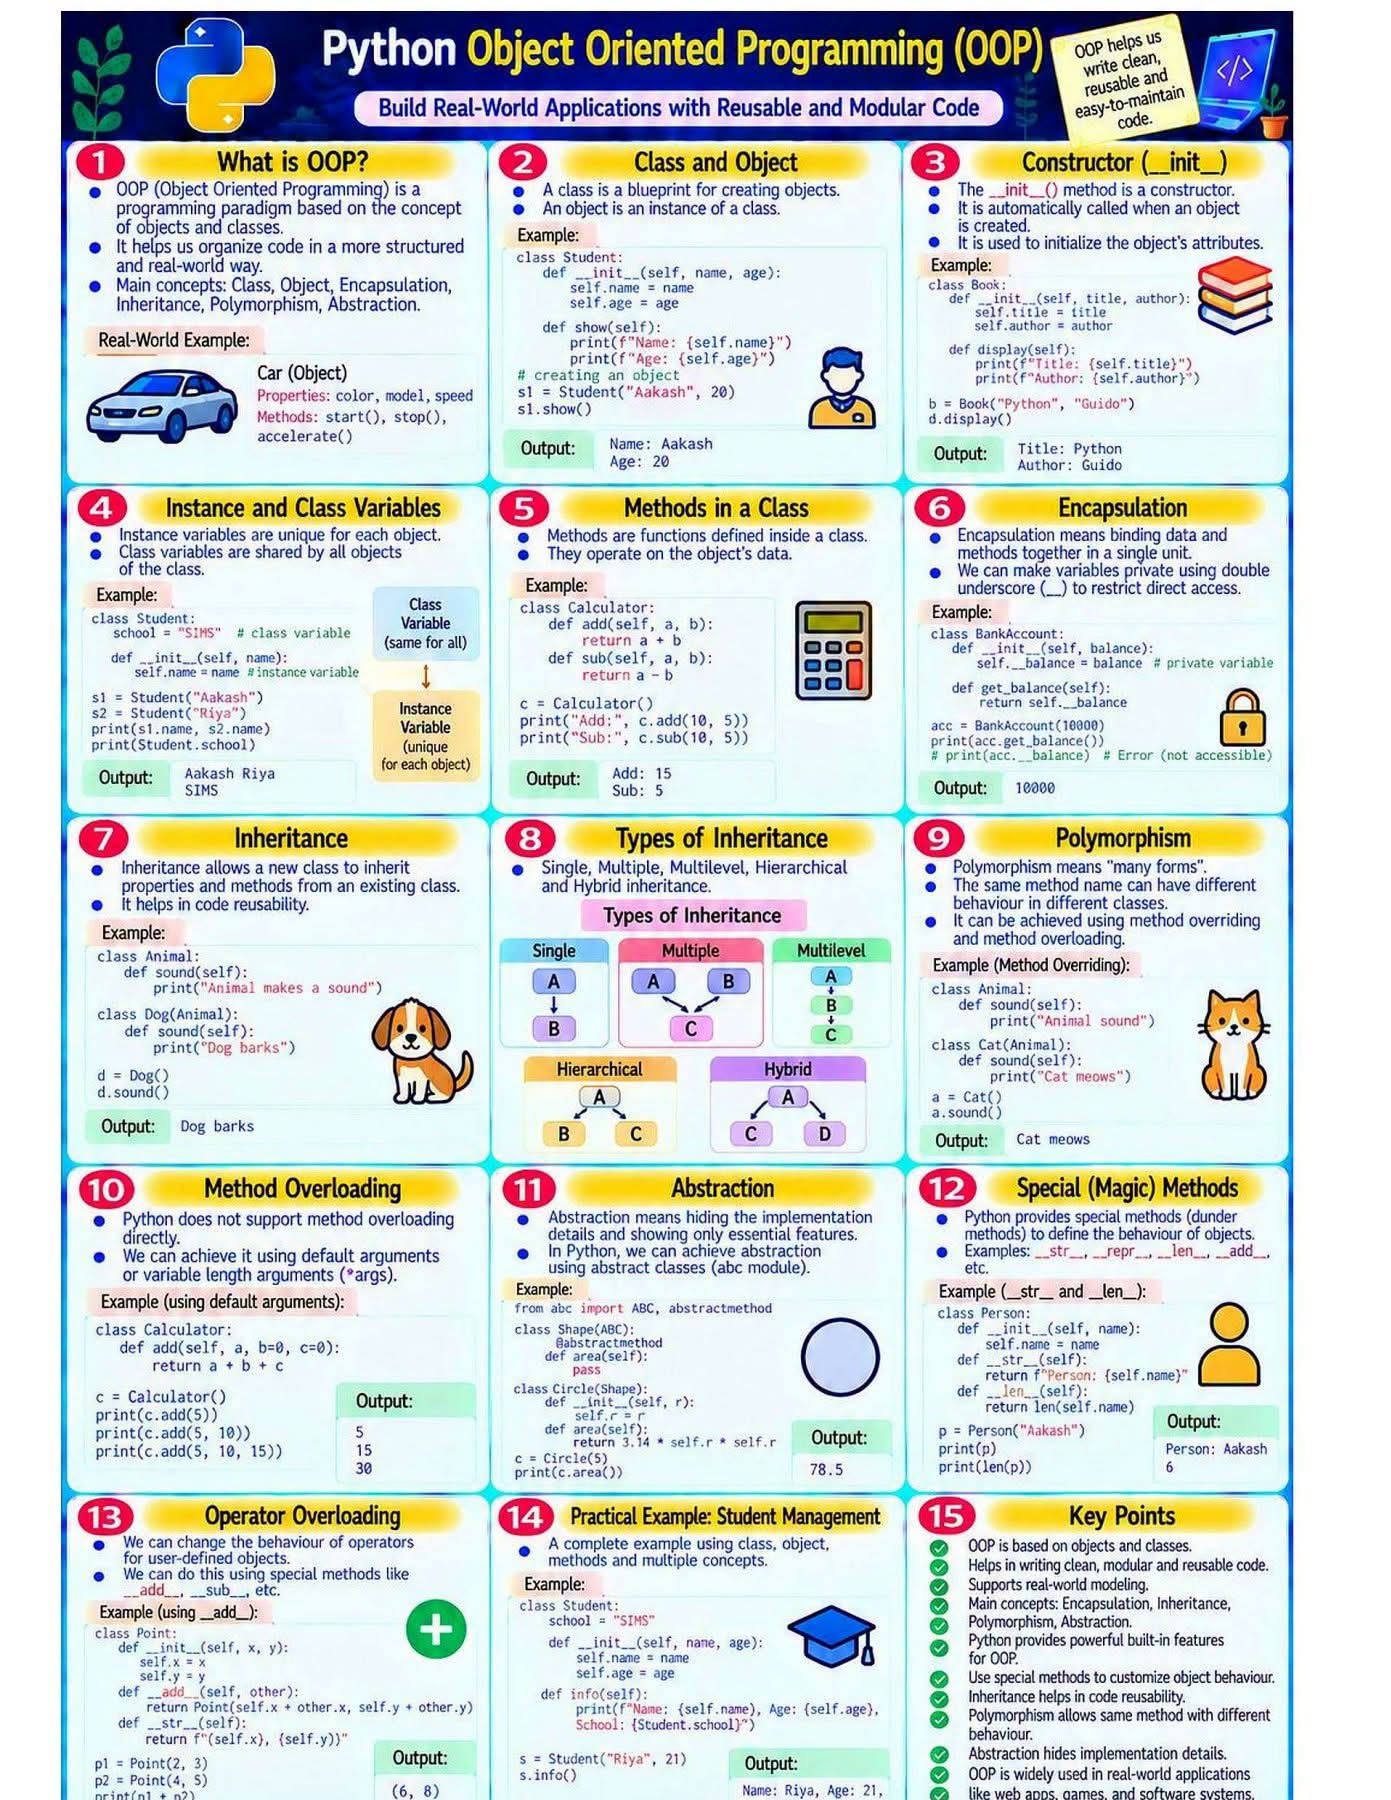 Python Object Oriented Programming (OOP)
Build Real-World Applications with Reusable and Modular Code
OOP helps us
write clean,
reusable and
easy-to-maintain
code.
</>
1
What is OOP?
OOP (Object Oriented Programming) is a
programming paradigm based on the concept
of objects and classes.
It helps us organize code in a more structured
and real-world way.
Main concepts: Class, Object, Encapsulation,
Inheritance, Polymorphism, Abstraction.
Real-World Example:
Car (Object)
Properties: color, model, speed
Methods: start(), stop(),
accelerate()
2
Class and Object
A class is a blueprint for creating objects.
An object is an instance of a class.
Example:
class Student:
def __init__(self, name, age):
self.name = name
self.age = age
def show(self):
print(f"Name: {self.name}")
print(f"Age: {self.age}")
# creating an object
s1 = Student("Aakash", 20)
s1.show()
Output:
Name: Aakash
Age: 20
3
Constructor (__init__)
The __init__() method is a constructor.
It is automatically called when an object
is created.
It is used to initialize the object's attributes.
Example:
class Book:
def __init__(self, title, author):
self.title = title
self.author = author
def display(self):
print(f"Title: {self.title}")
print(f"Author: {self.author}")
b = Book("Python", "Guido")
d.display()
Output:
Title: Python
Author: Guido
4
Instance and Class Variables
Instance variables are unique for each object.
Class variables are shared by all objects
of the class.
Example:
class Student:
school = "SIMS" # class variable
def __init__(self, name):
self.name = name # instance variable
s1 = Student("Aakash")
s2 = Student("Riya")
print(s1.name, s2.name)
print(Student.school)
Class
Variable
(same for all)
Instance
Variable
(unique
for each object)
Output:
Aakash Riya
SIMS
5
Methods in a Class
Methods are functions defined inside a class.
They operate on the object's data.
Example:
class Calculator:
def add(self, a, b):
return a + b
def sub(self, a, b):
return a - b
c = Calculator()
print("Add:", c.add(10, 5))
print("Sub:", c.sub(10, 5))
Output:
Add: 15
Sub: 5
6
Encapsulation
Encapsulation means binding data and
methods together in a single unit.
We can make variables private using double
underscore (__) to restrict direct access.
Example:
class BankAccount:
def __init__(self, balance):
self.__balance = balance # private variable
def get_balance(self):
return self.__balance
acc = BankAccount(10000)
print(acc.get_balance())
# print(acc.__balance) # Error (not accessible)
Output:
10000
7
Inheritance
Inheritance allows a new class to inherit
properties and methods from an existing class.
It helps in code reusability.
Example:
class Animal:
def sound(self):
print("Animal makes a sound")
class Dog(Animal):
def sound(self):
print("Dog barks")
d = Dog()
d.sound()
Output:
Dog barks
8
Types of Inheritance
Single, Multiple, Multilevel, Hierarchical
and Hybrid inheritance.
Types of Inheritance
Single
A
B
Multiple
A B
C
Multilevel
A
B
C
Hierarchical
A
B C
Hybrid
A
C D
9
Polymorphism
Polymorphism means "many forms".
The same method name can have different
behaviour in different classes.
It can be achieved using method overriding
and method overloading.
Example (Method Overriding):
class Animal:
def sound(self):
print("Animal sound")
class Cat(Animal):
def sound(self):
print("Cat meows")
a = Cat()
a.sound()
Output:
Cat meows
10
Method Overloading
Python does not support method overloading
directly.
We can achieve it using default arguments
or variable length arguments (*args).
Example (using default arguments):
class Calculator:
def add(self, a, b=0, c=0):
return a + b + c
c = Calculator()
print(c.add(5))
print(c.add(5, 10))
print(c.add(5, 10, 15))
Output:
5
15
30
11
Abstraction
Abstraction means hiding the implementation
details and showing only essential features.
In Python, we can achieve abstraction
using abstract classes (abc module).
Example:
from abc import ABC, abstractmethod
class Shape(ABC):
@abstractmethod
def area(self):
pass
class Circle(Shape):
def __init__(self, r):
self.r = r
def area(self):
return 3.14 * self.r * self.r
c = Circle(5)
print(c.area())
Output:
78.5
12
Special (Magic) Methods
Python provides special methods (dunder
methods) to define the behaviour of objects.
Examples: __str__, __repr__, __len__, __add__,
etc.
Example (__str__ and __len__):
class Person:
def __init__(self, name):
self.name = name
def __str__(self):
return f"Person: {self.name}"
def __len__(self):
return len(self.name)
p = Person("Aakash")
print(p)
print(len(p))
Output:
Person: Aakash
6
13
Operator Overloading
We can change the behaviour of operators
for user-defined objects.
We can do this using special methods like
__add__, __sub__, etc.
Example (using __add__):
class Point:
def __init__(self, x, y):
self.x = x
self.y = y
def __add__(self, other):
return Point(self.x + other.x, self.y + other.y)
def __str__(self):
return f"(self.x}, {self.y))"
p1 = Point(2, 3)
p2 = Point(4, 5)
print(p1 + p2)
Output:
(6, 8)
14
Practical Example: Student Management
A complete example using class, object,
methods and multiple concepts.
Example:
class Student:
school = "SIMS"
def __init__(self, name, age):
self.name = name
self.age = age
def info(self):
print(f"Name: {self.name), Age: {self.age},
School: {Student.school}")
s = Student("Riya", 21)
s.info()
Output:
Name: Riya, Age: 21,
15
Key Points
OOP is based on objects and classes.
Helps in writing clean, modular and reusable code.
Supports real-world modeling.
Main concepts: Encapsulation, Inheritance,
Polymorphism, Abstraction.
Python provides powerful built-in features
for OOP.
Use special methods to customize object behaviour.
Inheritance helps in code reusability.
Polymorphism allows same method with different
behaviour.
Abstraction hides implementation details.
OOP is widely used in real-world applications
like web apps, games, and software systems.